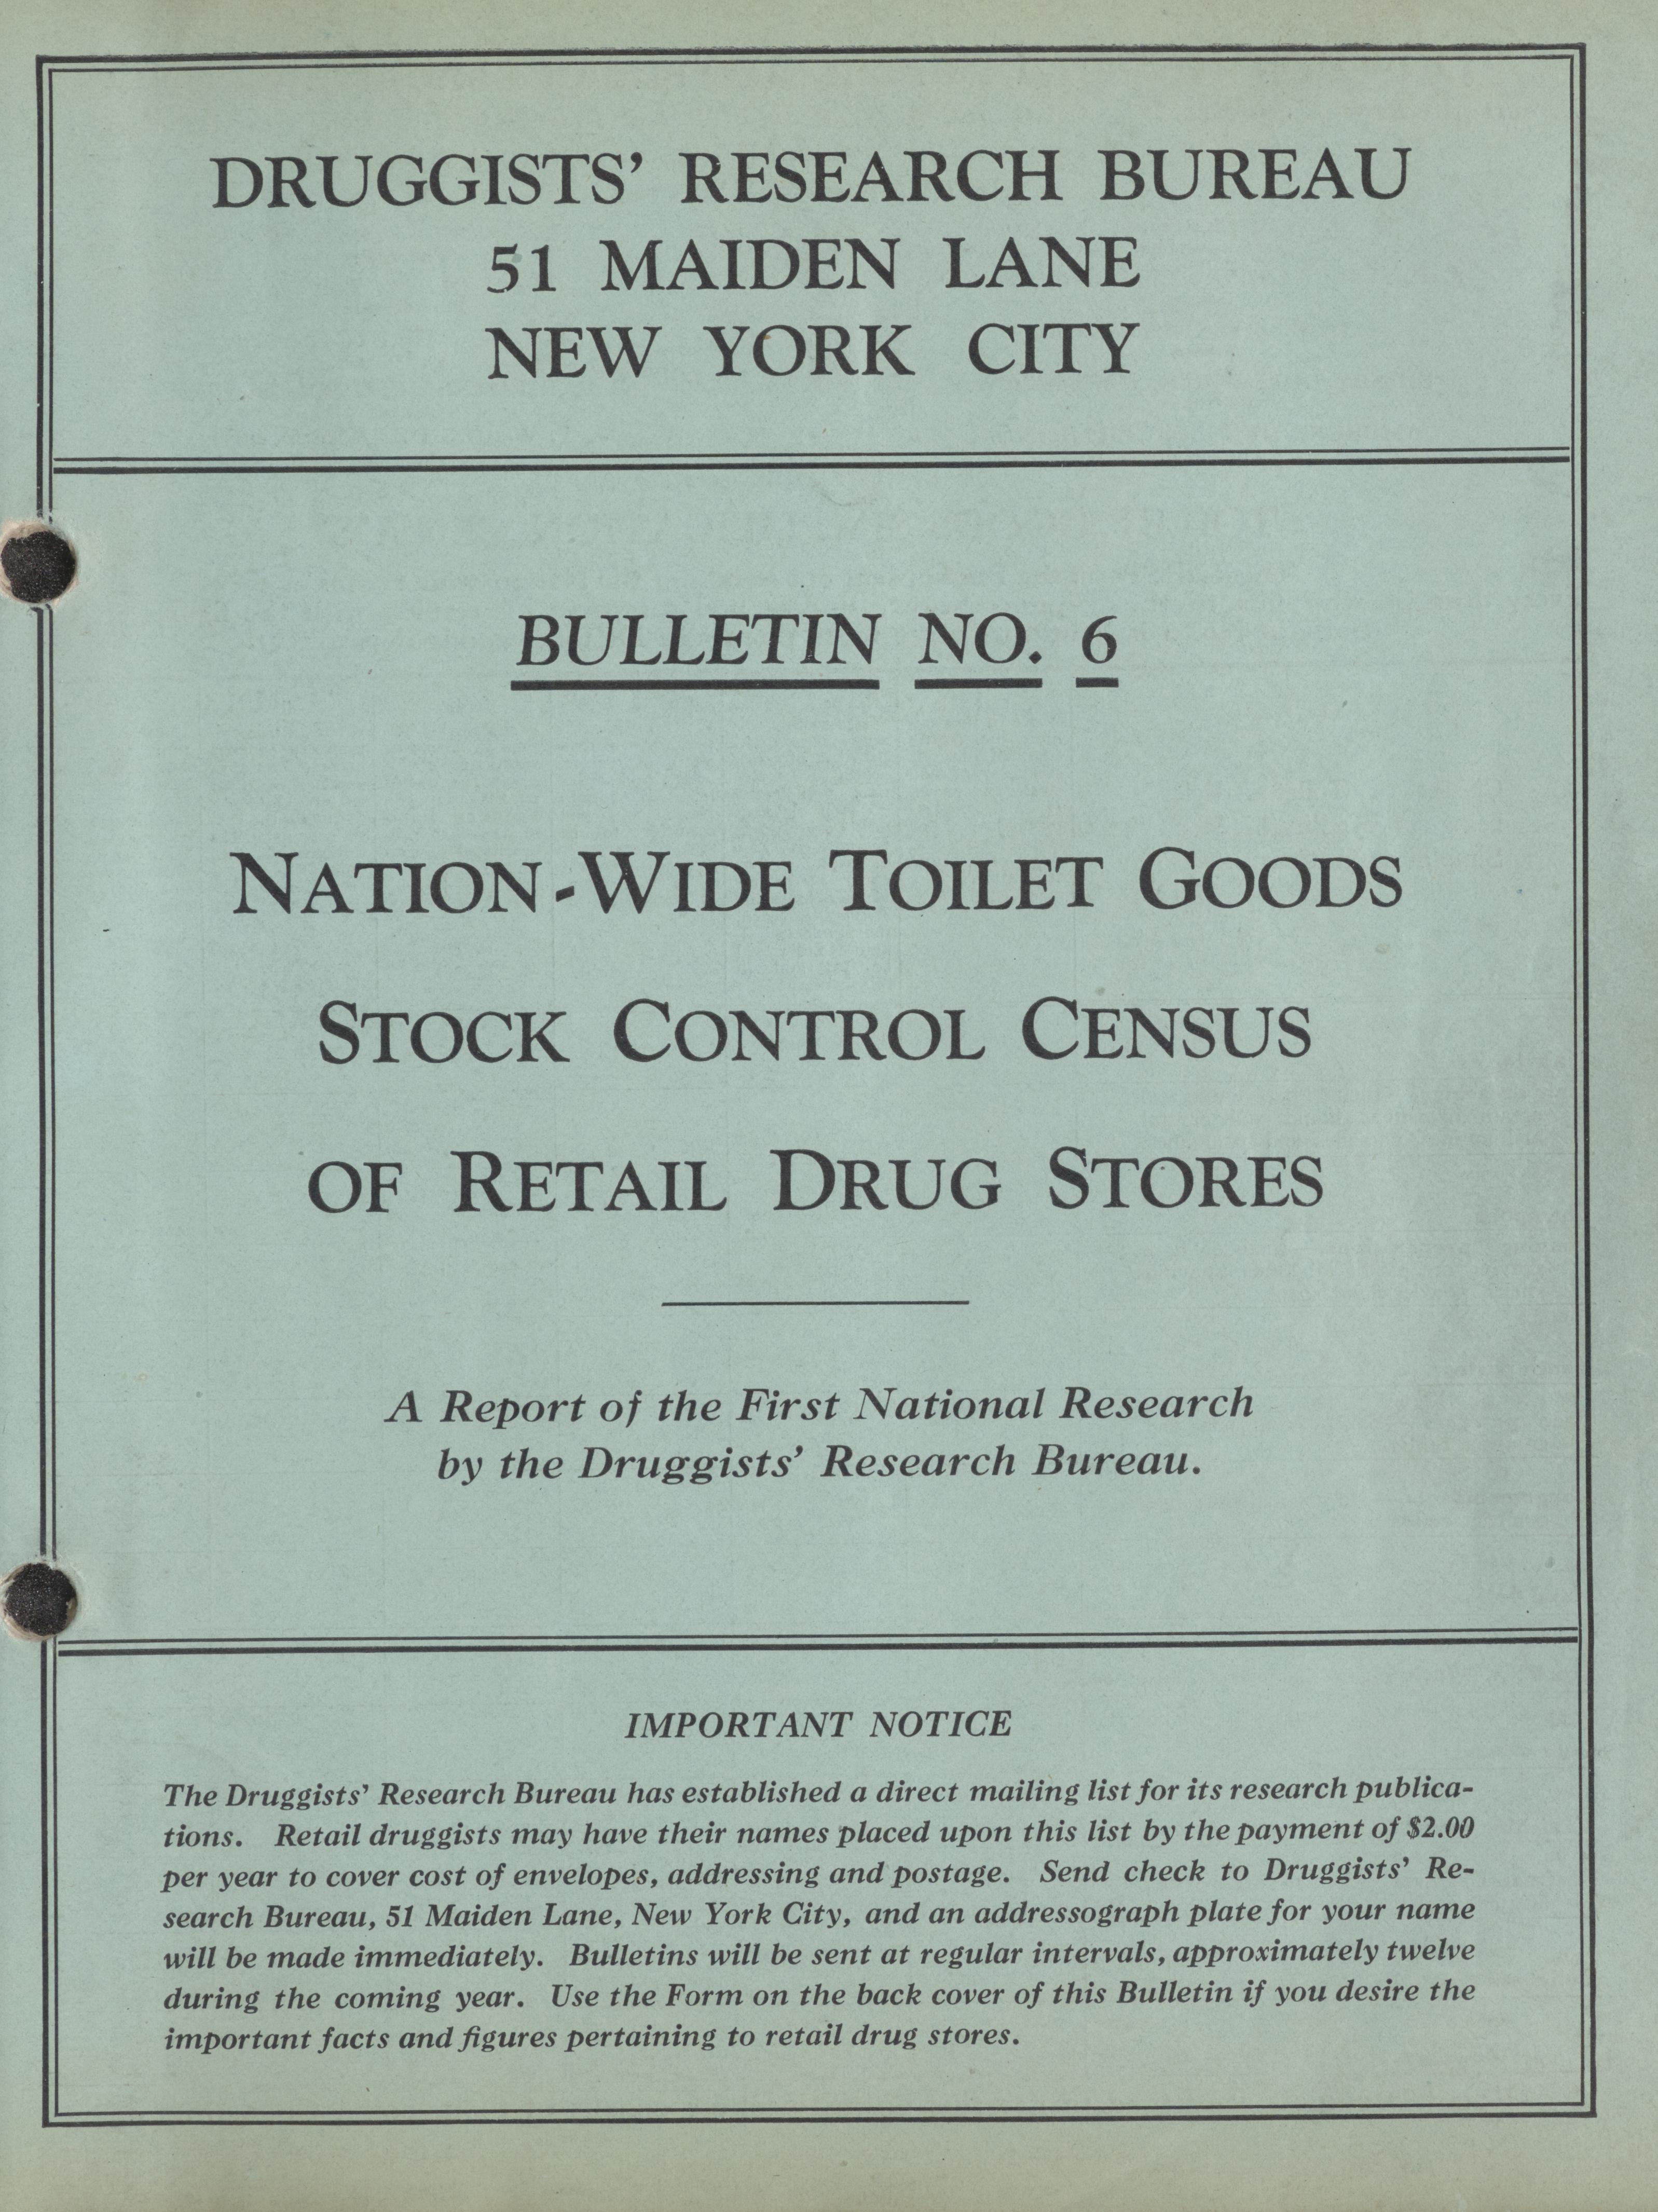 DRUGGISTS' RESEARCH BUREAU
51 MAIDEN LANE
NEW YORK CITY
BULLETIN NO. 6
NATION-WIDE TOILET GOODS
STOCK CONTROL CENSUS
OF RETAIL DRUG STORES
A Report of the First National Research
by the Druggists' Research Bureau.
IMPORTANT NOTICE
The Druggists' Research Bureau has established a direct mailing list for its research publica-
tions. Retail druggists may have their names placed upon this list by the payment of $2.00
per year to cover cost of envelopes, addressing and postage. Send check to Druggists' Re-
search Bureau, 51 Maiden Lane, New York City, and an addressograph plate for your name
will be made immediately. Bulletins will be sent at regular intervals, approximately twelve
during the coming year. Use the Form on the back cover of this Bulletin if you desire the
important facts and figures pertaining to retail drug stores.